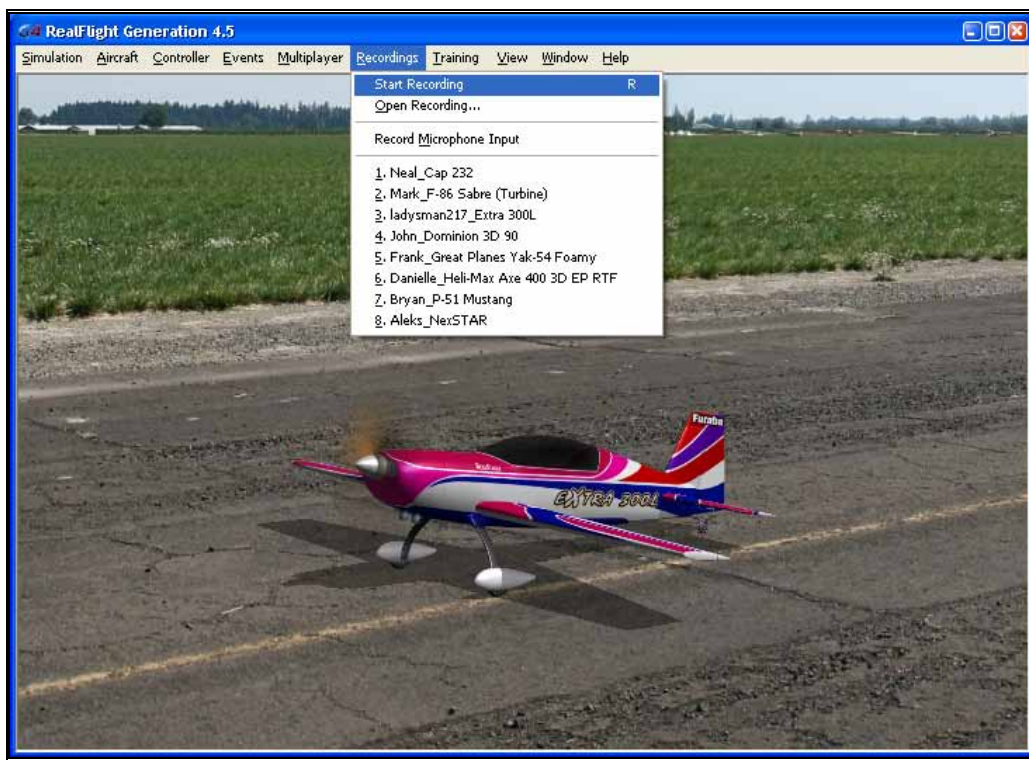 G4 RealFlight Generation 4.5
Simulation Aircraft Controller Events Multiplayer Recordings Training View Window Help
Start Recording R
Open Recording...
Record Microphone Input
1. Neal_Cap 232
2. Mark_F-86 Sabre (Turbine)
3. ladysman217_Extra 300L
4. John_Dominion 3D 90
5. Frank_Great Planes Yak-54 Foamy
6. Danielle_Heli-Max Axe 400 3D EP RTF
7. Bryan_P-51 Mustang
8. Aleks_NexSTAR
Futaba
EXTRA 300L